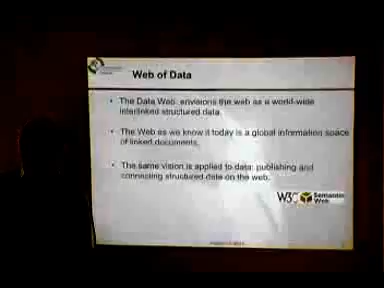 Web of Data
• The Data Web envisions the web as a world-wide
interlinked structured data.
• The Web as we know it today is a global information space
of linked documents.
• The same vision is applied to data: publishing and
connecting structured data on the web.
W3C Semantic
Web